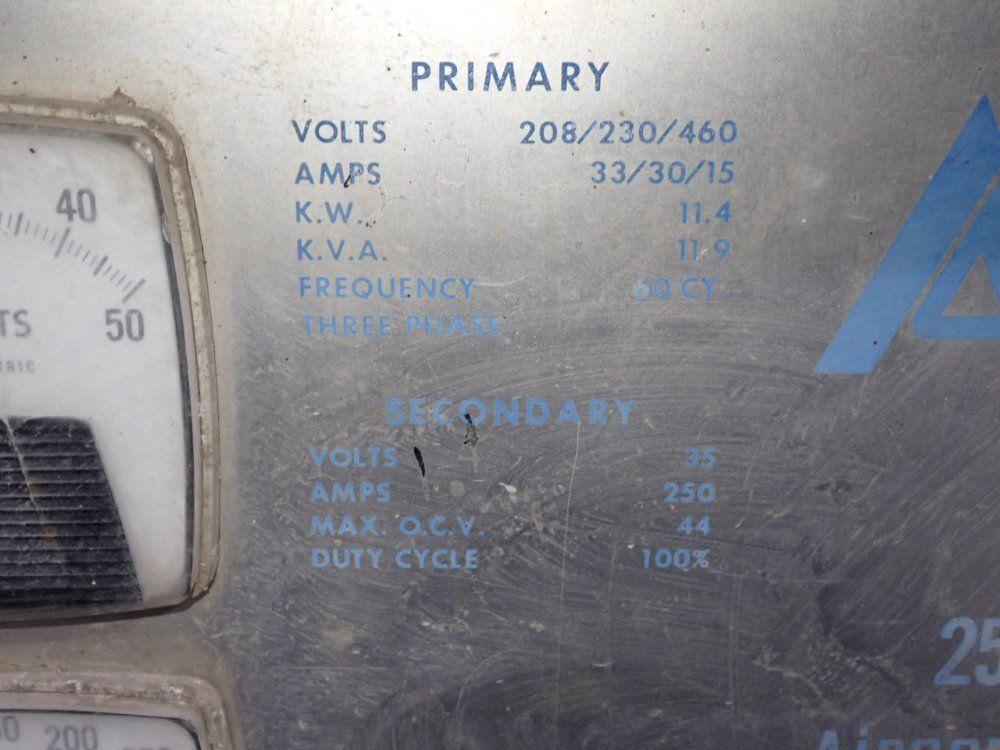 PRIMARY
VOLTS 208/230/460
AMPS 33/30/15
K.W. 11.4
K.V.A. 11.9
FREQUENCY 60 CY.
THREE PHASE
40
50
SECONDARY
VOLTS 35
AMPS 250
MAX. O.C.V. 44
DUTY CYCLE 100%
25
200